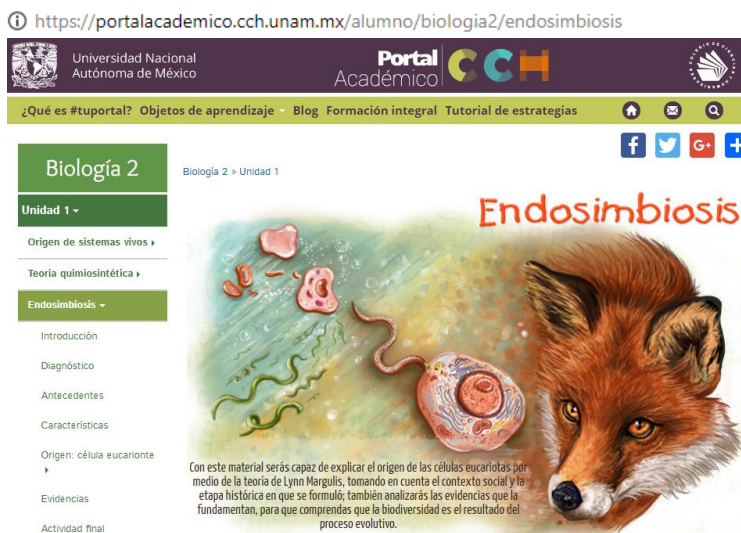 https://portalacademico.cch.unam.mx/alumno/biologia2/endosimbiosis
Universidad Nacional
Autónoma de México
Portal
Académico
CCH
¿Qué es #tuportal? Objetos de aprendizaje Blog Formación integral Tutorial de estrategias
Biología 2
Biología 2 » Unidad 1
Unidad 1
Origen de sistemas vivos
Teoría quimiosintética
Endosimbiosis
Introducción
Diagnóstico
Antecedentes
Características
Origen: célula eucarionte
Evidencias
Actividad final
Endosimbiosis
Con este material serás capaz de explicar el origen de las células eucariotas por
medio de la teoría de Lynn Margulis, tomando en cuenta el contexto social y la
etapa histórica en que se formuló; también analizarás las evidencias que la
fundamentan, para que comprendas que la biodiversidad es el resultado del
proceso evolutivo.